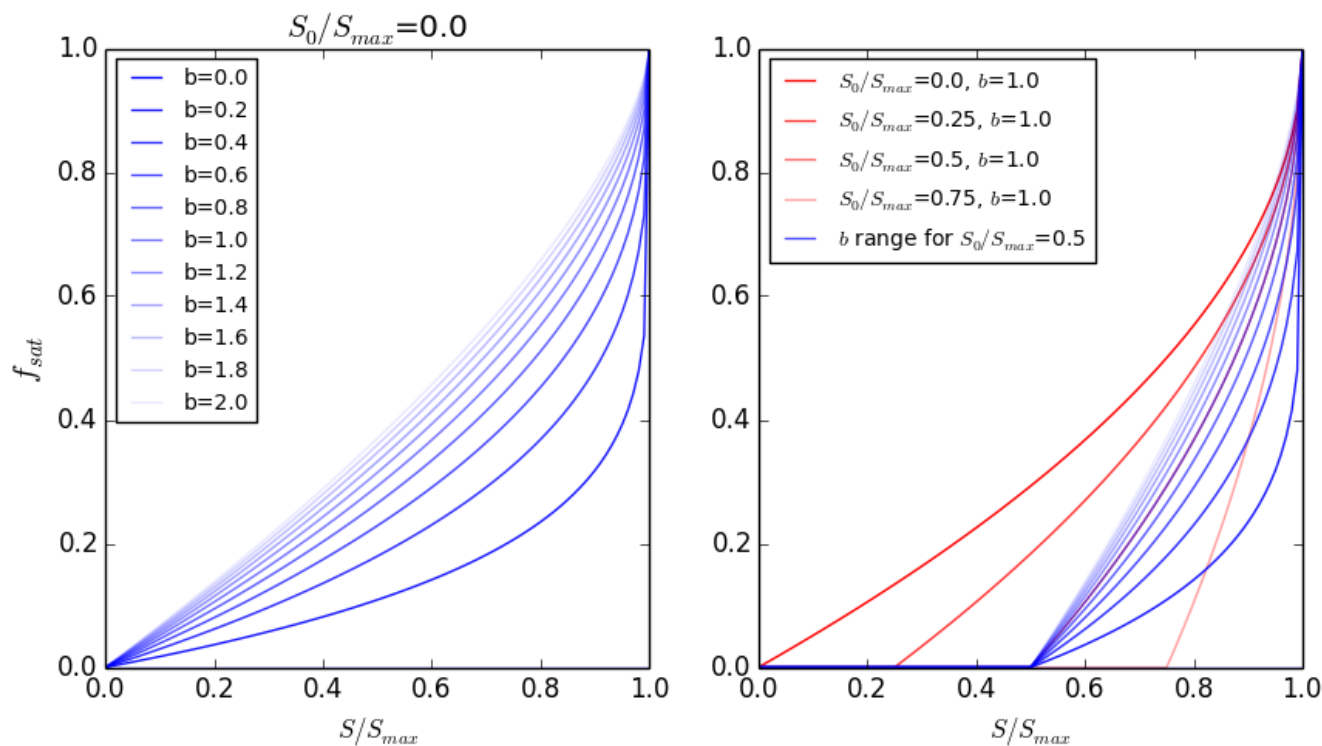 S₀/Sₘₐₓ=0.0
1.0
0.8
0.6
0.4
0.2
0.0
f_sat
b=0.0
b=0.2
b=0.4
b=0.6
b=0.8
b=1.0
b=1.2
b=1.4
b=1.6
b=1.8
b=2.0
0.0 0.2 0.4 0.6 0.8 1.0
S/Sₘₐₓ
1.0
0.8
0.6
0.4
0.2
0.0
S₀/Sₘₐₓ=0.0, b=1.0
S₀/Sₘₐₓ=0.25, b=1.0
S₀/Sₘₐₓ=0.5, b=1.0
S₀/Sₘₐₓ=0.75, b=1.0
b range for S₀/Sₘₐₓ=0.5
0.0 0.2 0.4 0.6 0.8 1.0
S/Sₘₐₓ